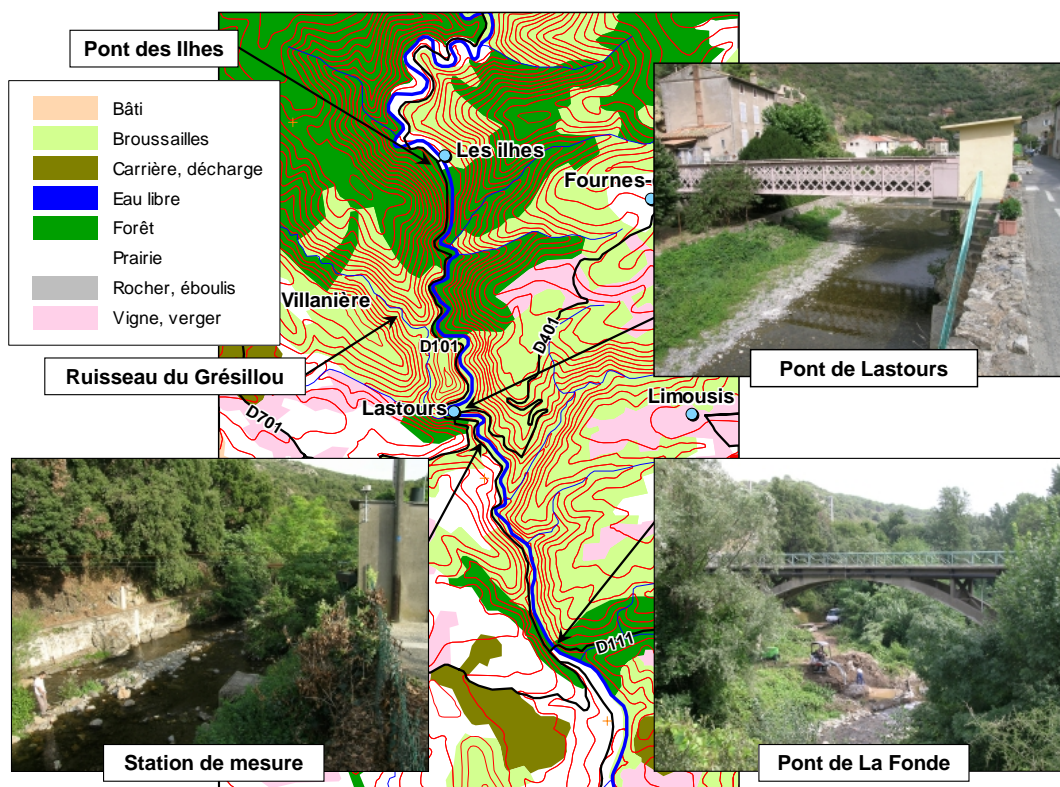 Pont des Ilhes
Bâti
Broussailles
Carrière, décharge
Eau libre
Forêt
Prairie
Rocher, éboulis
Vigne, verger
Les ilhes
Fournes-
Villanière
D101
D401
Ruisseau du Grésillou
Pont de Lastours
Lastours
Limousis
D701
D111
Station de mesure
Pont de La Fonde